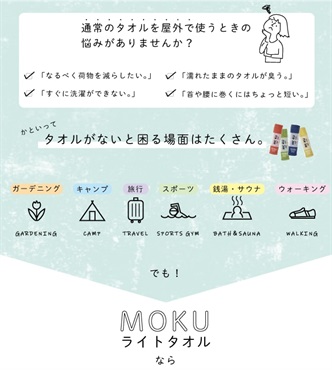 通常のタオルを屋外で使うときの
悩みがありませんか？
「なるべく荷物を減らしたい。」
「濡れたままのタオルが臭う。」
「すぐに洗濯ができない。」
「首や腰に巻くにはちょっと短い。」
かといって
タオルがないと困る場面はたくさん。
ガーデニング
キャンプ
旅行
スポーツ
銭湯・サウナ
ウォーキング
GARDENING
CAMP
TRAVEL
SPORTS GYM
BATH&SAUNA
WALKING
でも！
MOKU
ライトタオル
なら